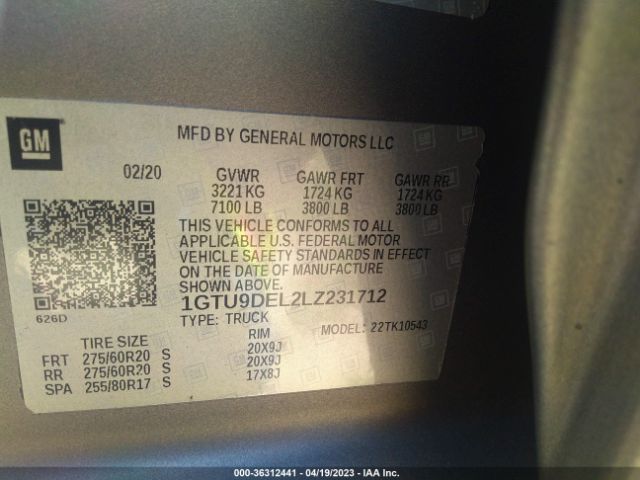 GM
MFD BY GENERAL MOTORS LLC
02/20
GVWR GAWR FRT GAWR RR
3221 KG 1724 KG 1724 KG
7100 LB 3800 LB 3800 LB
THIS VEHICLE CONFORMS TO ALL
APPLICABLE U.S. FEDERAL MOTOR
VEHICLE SAFETY STANDARDS IN EFFECT
ON THE DATE OF MANUFACTURE
SHOWN ABOVE.
1GTU9DEL2LZ231712
626D
TYPE: TRUCK MODEL: 22TK10543
TIRE SIZE RIM
FRT 275/60R20 S 20X9J
RR 275/60R20 S 20X9J
SPA 255/80R17 S 17X8J
000-36312441 - 04/19/2023 - IAA Inc.